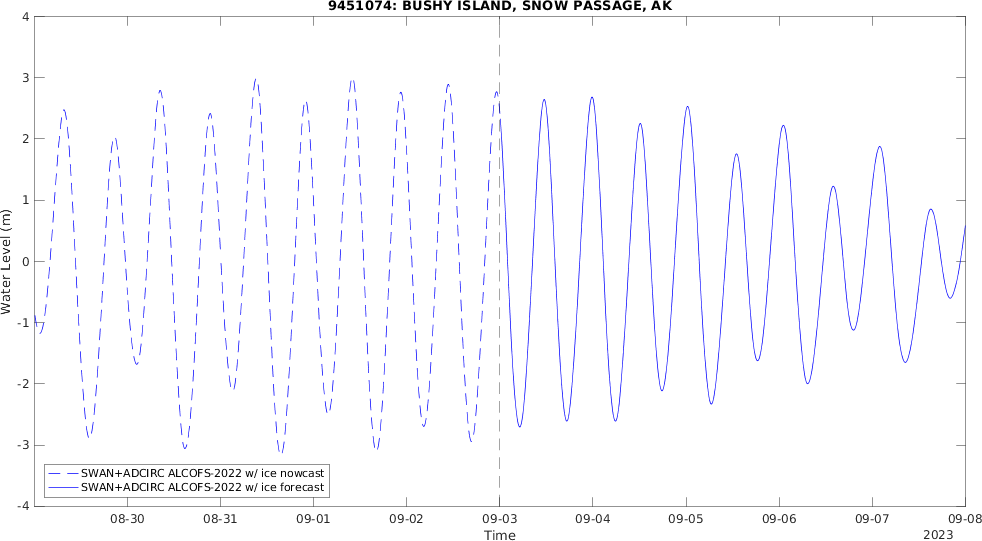 9451074: BUSHY ISLAND, SNOW PASSAGE, AK
4
3
2
1
0
-1
-2
-3
-4
Water Level (m)
SWAN+ADCIRC ALCOFS-2022 w/ ice nowcast
SWAN+ADCIRC ALCOFS-2022 w/ ice forecast
08-30 08-31 09-01 09-02 09-03 09-04 09-05 09-06 09-07 09-08
Time
2023